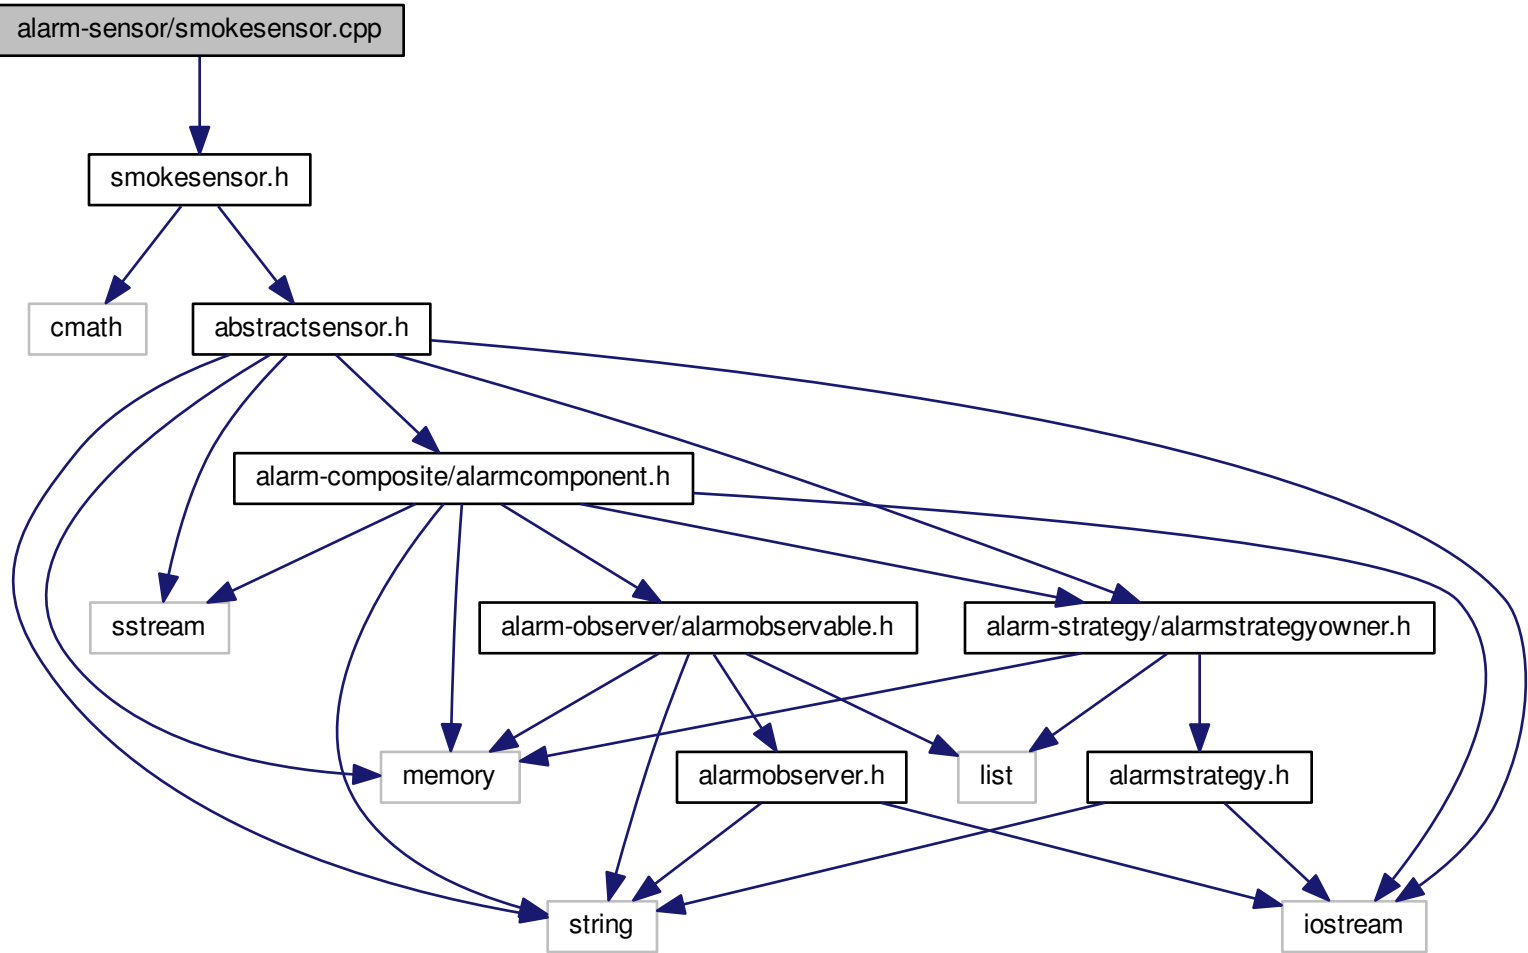 alarm-sensor/smokesensor.cpp
smokesensor.h
cmath
abstractsensor.h
alarm-composite/alarmcomponent.h
sstream
alarm-observer/alarmobservable.h
alarm-strategy/alarmstrategyowner.h
memory
alarmobserver.h
list
alarmstrategy.h
string
iostream